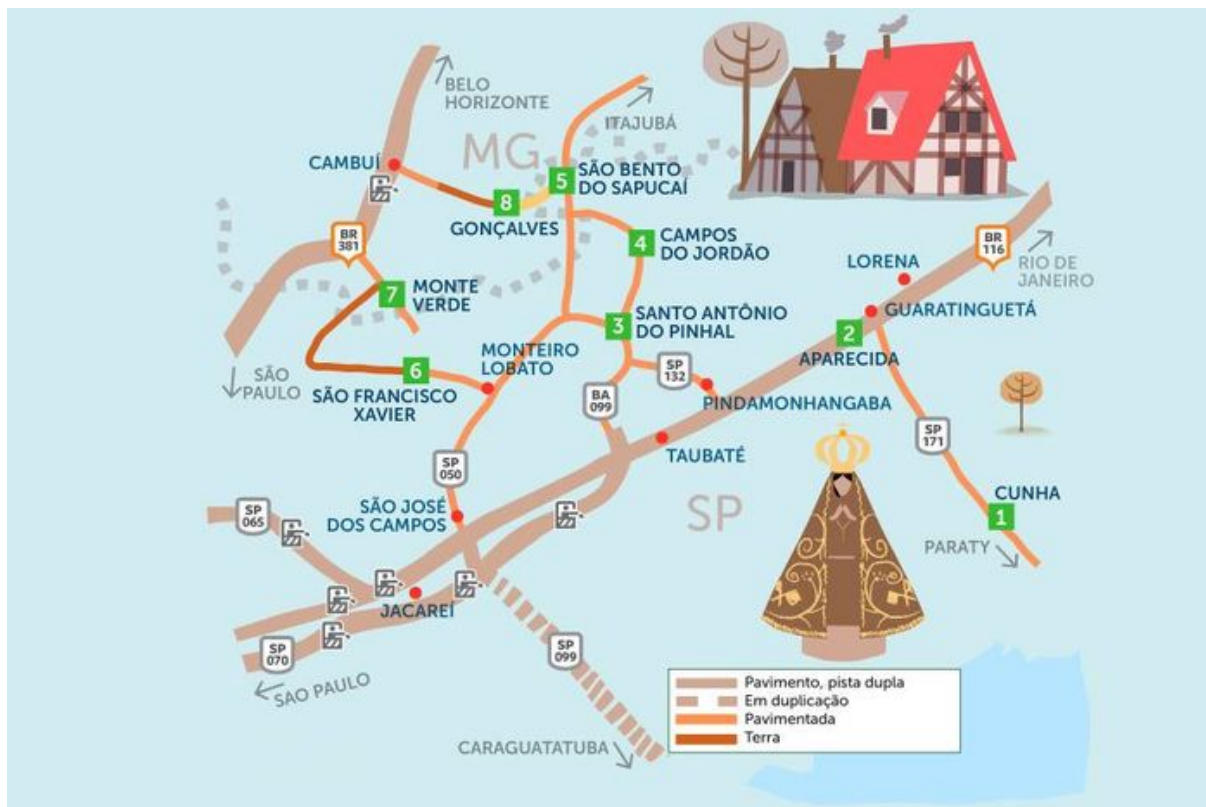 BELO
HORIZONTE
MG
ITAJUBÁ
CAMBUÍ
5
SÃO BENTO
DO SAPUCAÍ
8
GONÇALVES
4
CAMPOS
DO JORDÃO
BR
381
BR
116
RIO DE
JANEIRO
LORENA
7
MONTE
VERDE
GUARATINGUETÁ
3
SANTO ANTÔNIO
DO PINHAL
2
APARECIDA
MONTEIRO
LOBATO
SÃO
PAULO
6
SÃO FRANCISCO
XAVIER
SP
132
PINDAMONHANGABA
BA
099
TAUBATÉ
SP
171
SP
050
CUNHA
1
SÃO JOSÉ
DOS CAMPOS
SP
SP
065
PARATY
JACAREÍ
SP
070
SÃO PAULO
SP
099
CARAGUATATUBA
Pavimento, pista dupla
Em duplicação
Pavimentada
Terra